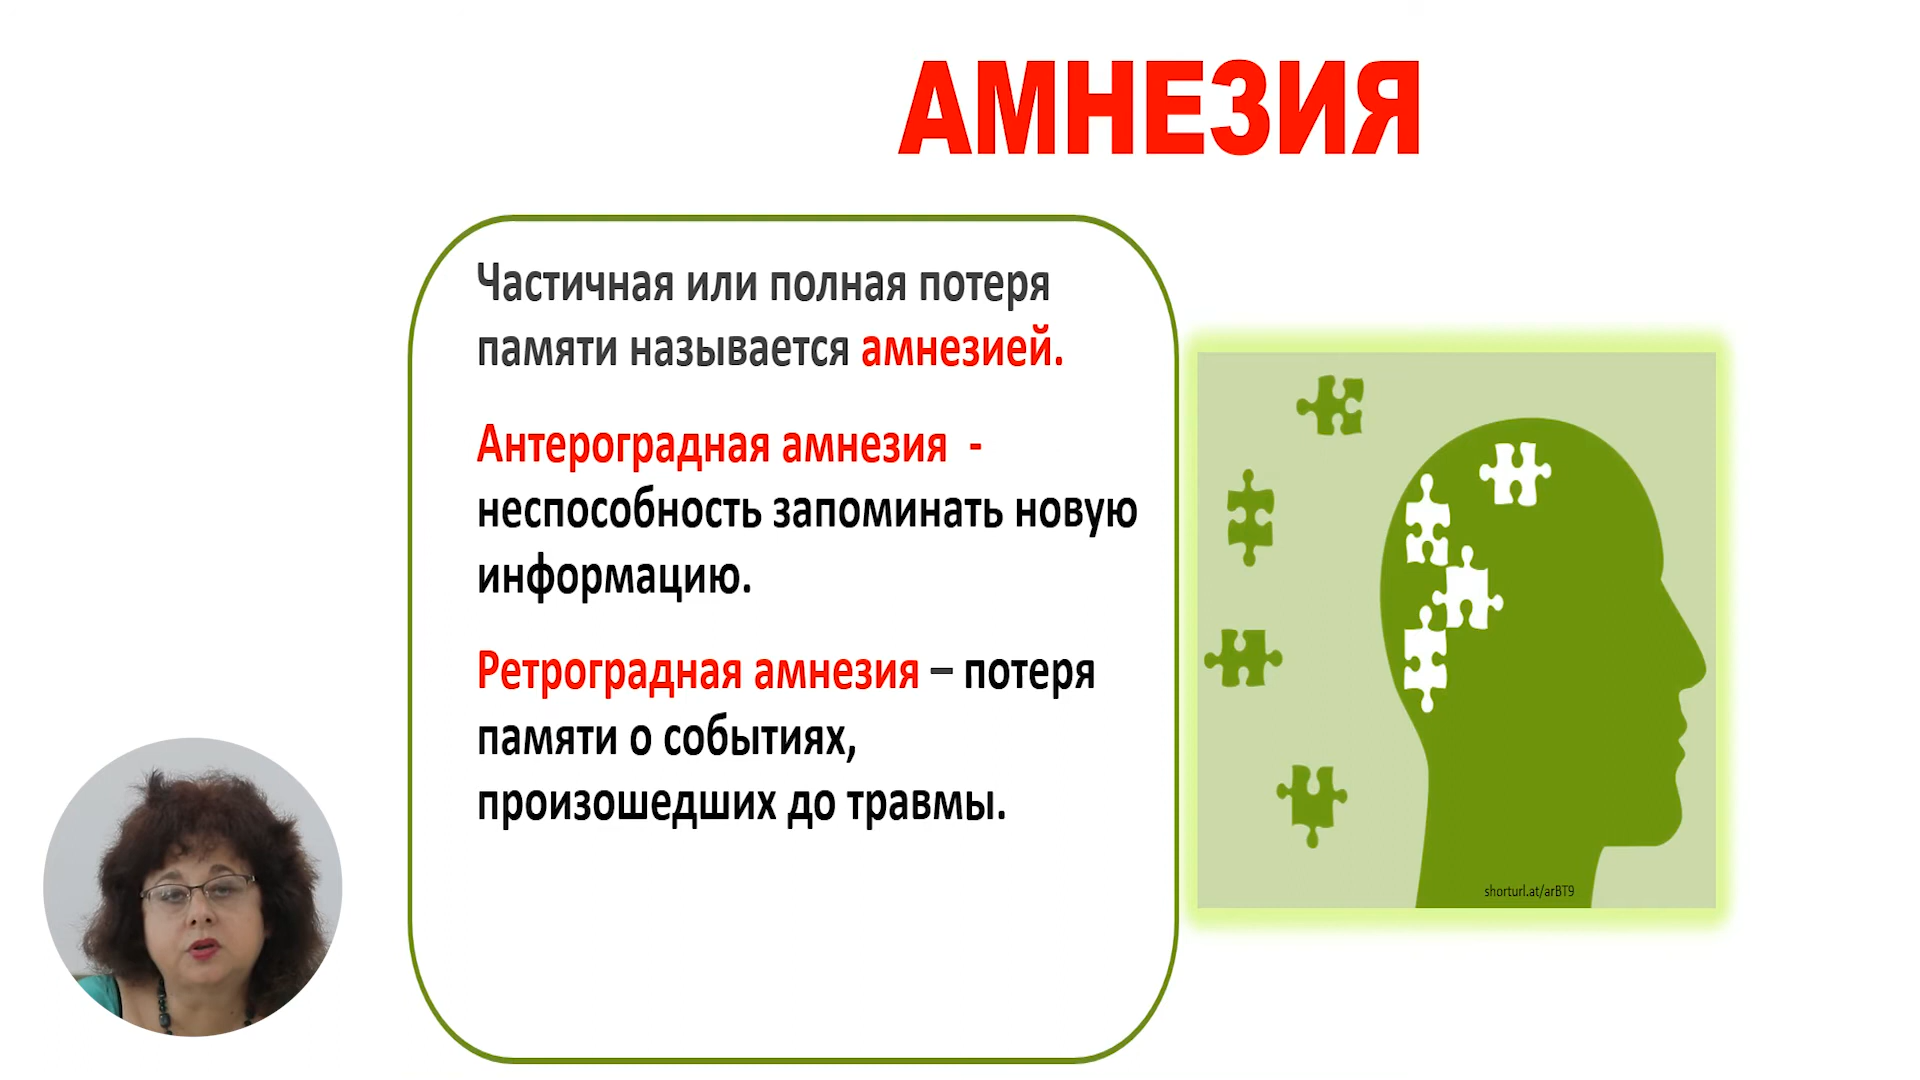 АМНЕЗИЯ
Частичная или полная потеря
памяти называется амнезией.
Антероградная амнезия -
неспособность запоминать новую
информацию.
Ретроградная амнезия – потеря
памяти о событиях,
произошедших до травмы.
shorturl.at/arBT9